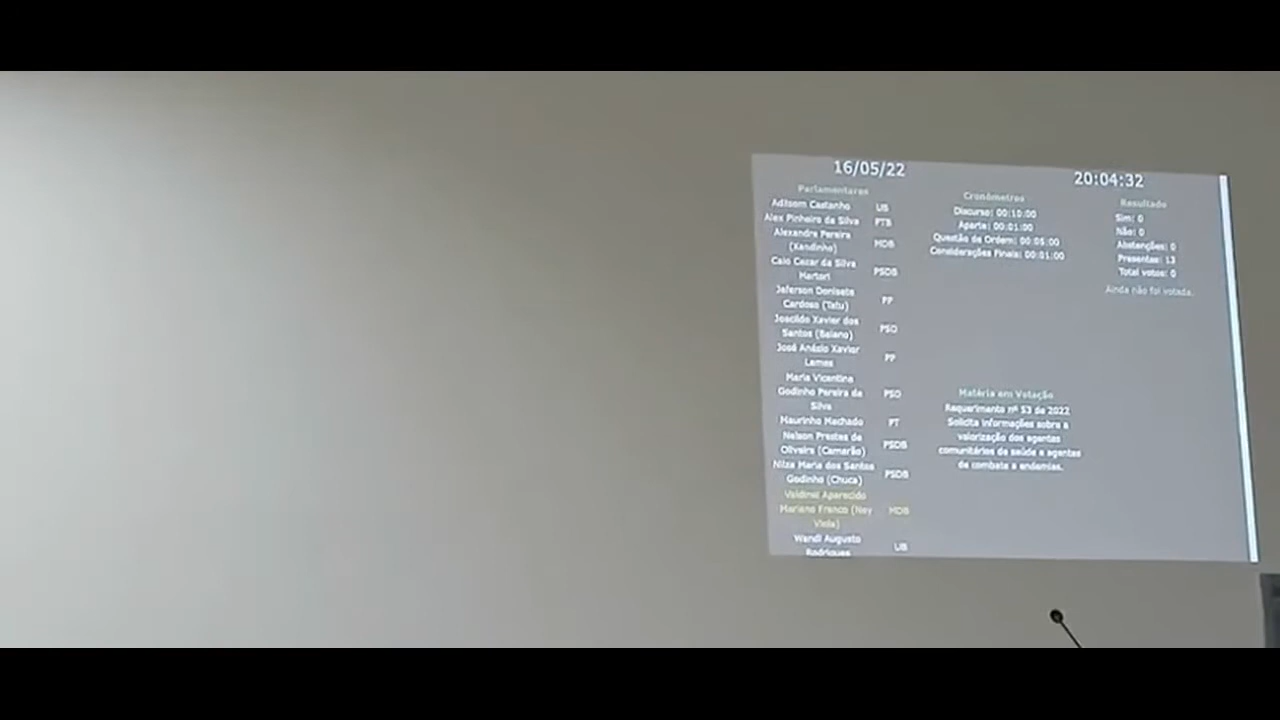 16/05/22
20:04:32
Parlamentares
Adilsom Castanho UB
Alex Pinheiro da Silva PTB
Alexandre Pereira
(Xandinho) MDB
Caio Cezar da Silva
Martori PSDB
Jeferson Donisete
Cardoso (Tatu) PP
Joacildo Xavier dos
Santos (Baiano) PSD
José Anézio Xavier
Lemes PP
Maria Vicentina
Godinho Pereira da
Silva PSD
Maurinho Machado PT
Nelson Prestes de
Oliveira (Camarão) PSDB
Nilza Maria dos Santos
Godinho (Chuca) PSDB
Valdinei Aparecido
Mariano Franco (Ney
Viola) MDB
Wandi Augusto
Rodrigues UB
Cronômetros
Discurso: 00:10:00
Aparte: 00:01:00
Questão de Ordem: 00:05:00
Considerações Finais: 00:01:00
Resultado
Sim: 0
Não: 0
Abstenções: 0
Presentes: 13
Total votos: 0
Ainda não foi votada.
Matéria em Votação
Requerimento nº 53 de 2022
Solicita informações sobre a
valorização dos agentes
comunitários de saúde e agentes
de combate a endemias.